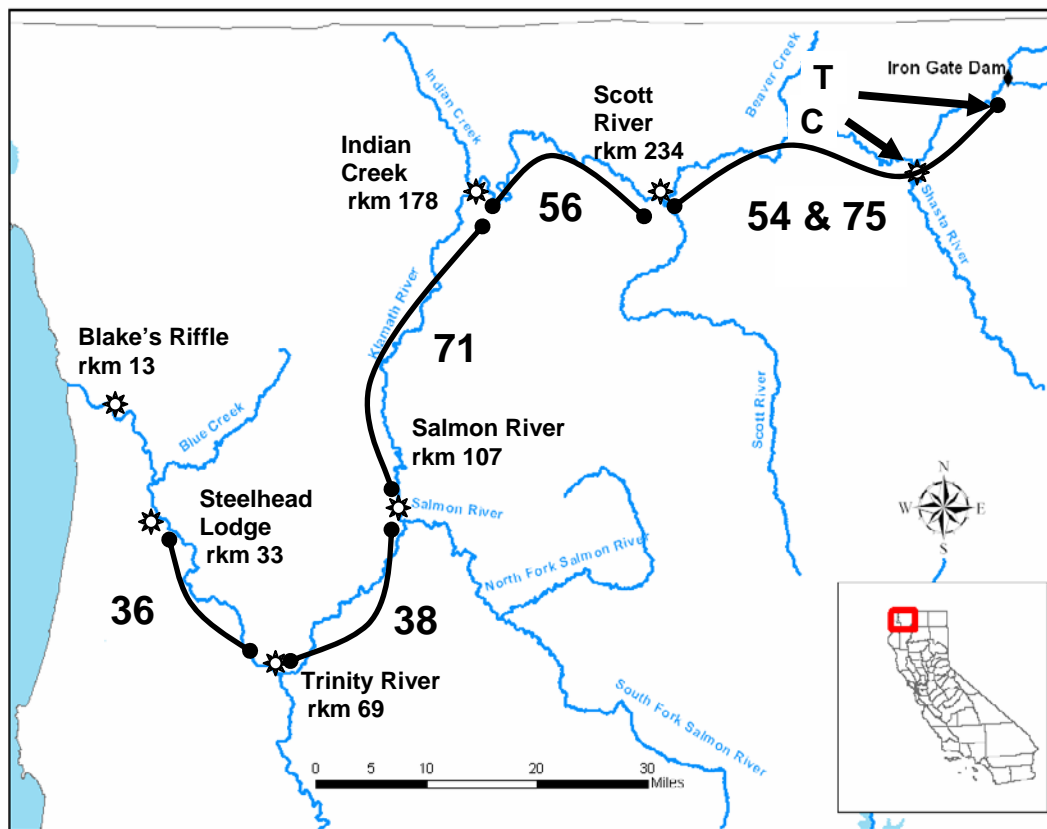 Iron Gate Dam
T
C
Beaver Creek
Indian Creek
Scott
River
rkm 234
Indian
Creek
rkm 178
56
54 & 75
Shasta River
Klamath River
71
Blake's Riffle
rkm 13
Blue Creek
Scott River
Salmon River
rkm 107
Salmon River
Steelhead
Lodge
rkm 33
N
W
E
S
North Fork Salmon River
36
38
Trinity River
rkm 69
South Fork Salmon River
0 5 10 20 30
Miles